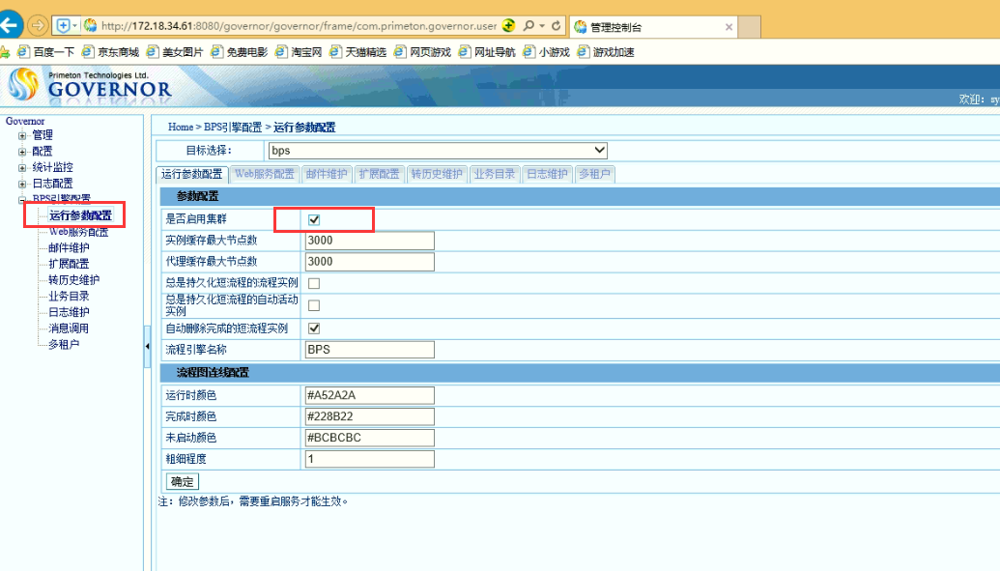 http://172.18.34.61:8080/governor/governor/frame/com.primeton.governor.user
管理控制台
百度一下 京东商城 美女图片 免费电影 淘宝网 天猫精选 网页游戏 网址导航 小游戏 游戏加速
Primeton Technologies Ltd.
GOVERNOR
欢迎: sy
Governor
管理
配置
统计监控
日志配置
BPS引擎配置
运行参数配置
Web服务配置
邮件维护
扩展配置
转历史维护
业务目录
日志维护
消息调用
多租户
Home > BPS引擎配置 > 运行参数配置
目标选择: bps
运行参数配置 Web服务配置 邮件维护 扩展配置 转历史维护 业务目录 日志维护 多租户
参数配置
是否启用集群
实例缓存最大节点数 3000
代理缓存最大节点数 3000
总是持久化短流程的流程实例
总是持久化短流程的自动活动
实例
自动删除完成的短流程实例
流程引擎名称 BPS
流程图连线配置
运行时颜色 #A52A2A
完成时颜色 #228B22
未启动颜色 #BCBCBC
粗细程度 1
确定
注: 修改参数后, 需要重启服务才能生效。